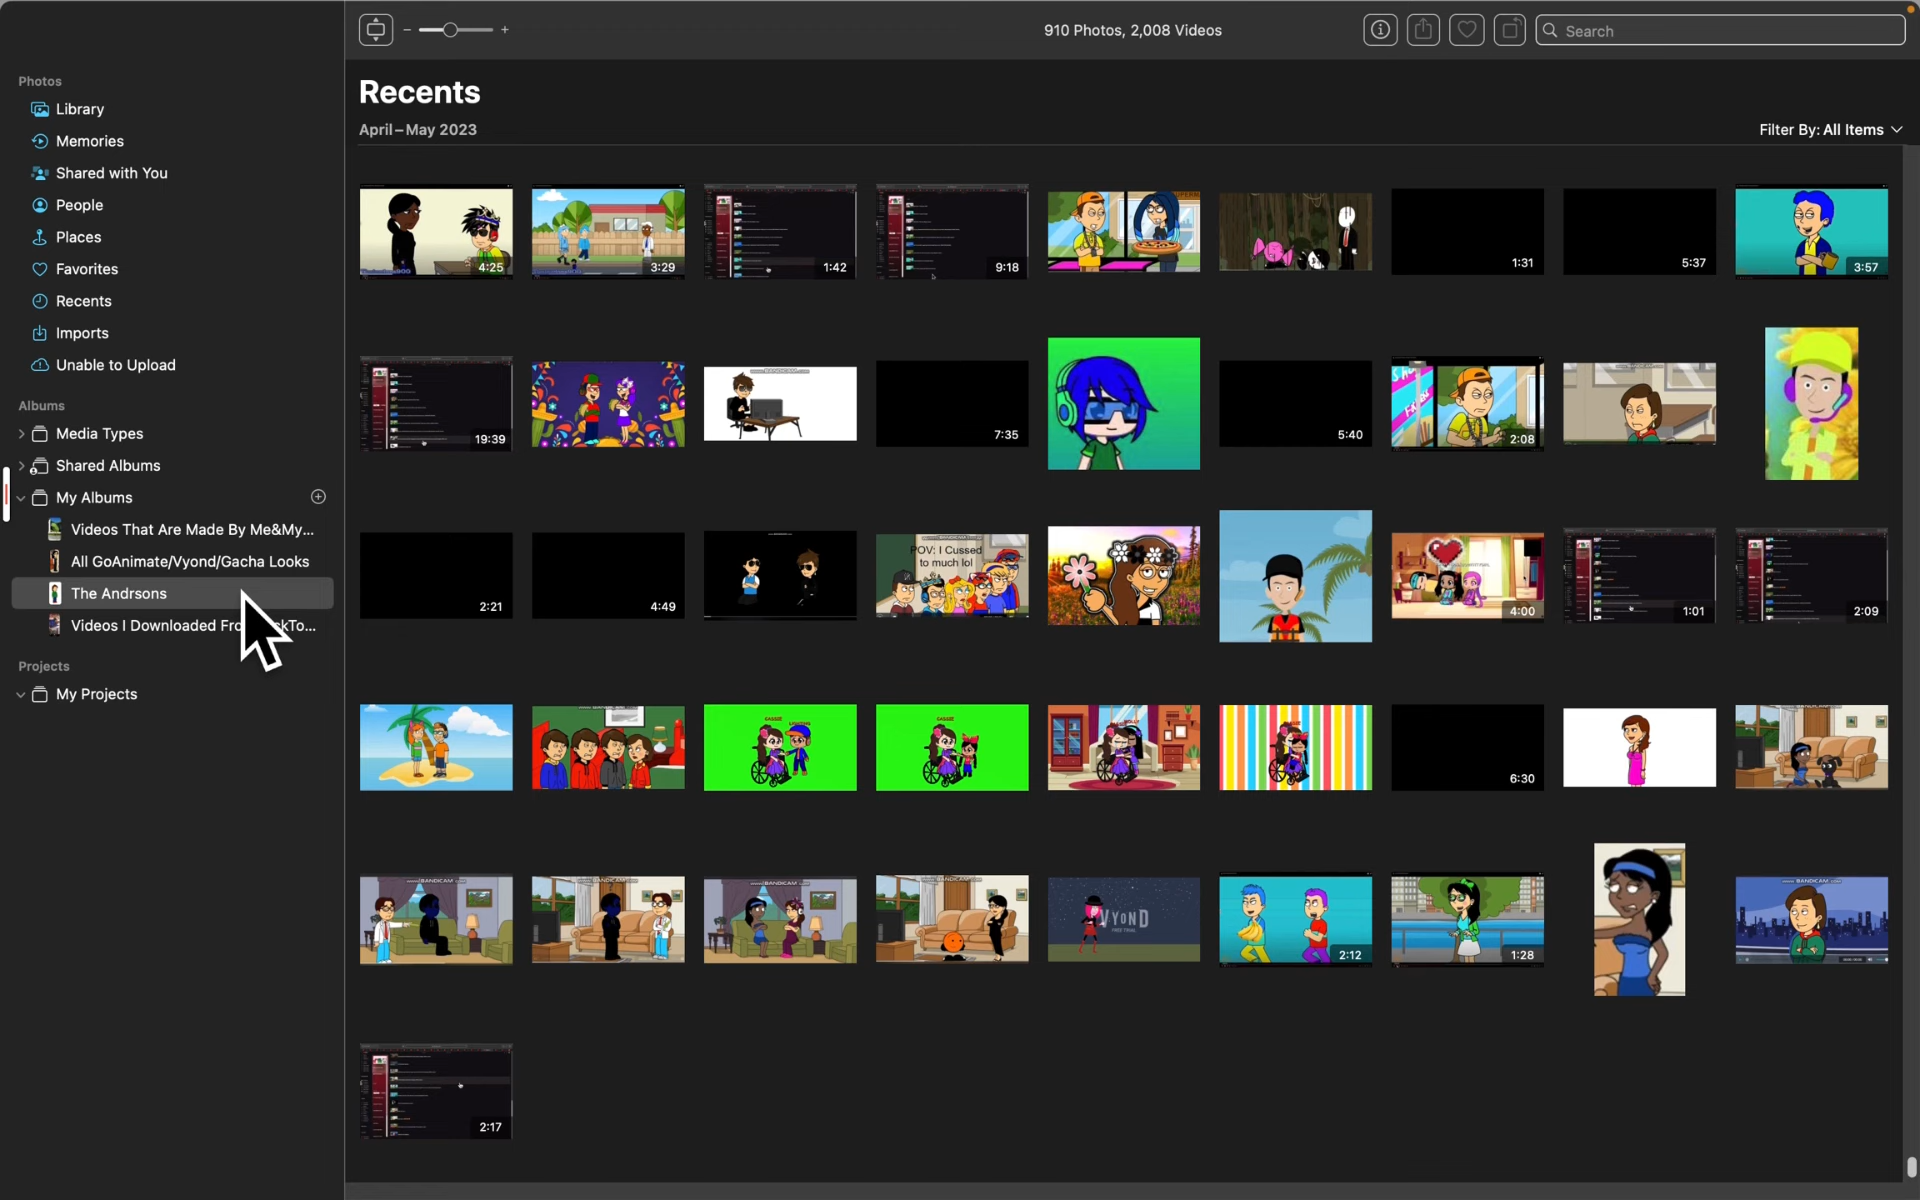 910 Photos, 2,008 Videos
Search
Photos
Library
Memories
Shared with You
People
Places
Favorites
Recents
Imports
Unable to Upload
Albums
Media Types
Shared Albums
My Albums
Videos That Are Made By Me&My...
All GoAnimate/Vyond/Gacha Looks
The Andrsons
Videos I Downloaded
Projects
My Projects
Recents
April – May 2023
Filter By: All Items
4:25
3:29
1:42
9:18
1:31
5:37
3:57
19:39
7:35
5:40
2:08
2:21
4:49
POV: I Cussed
to much lol
4:00
1:01
2:09
6:30
VYOND
2:12
1:28
2:17